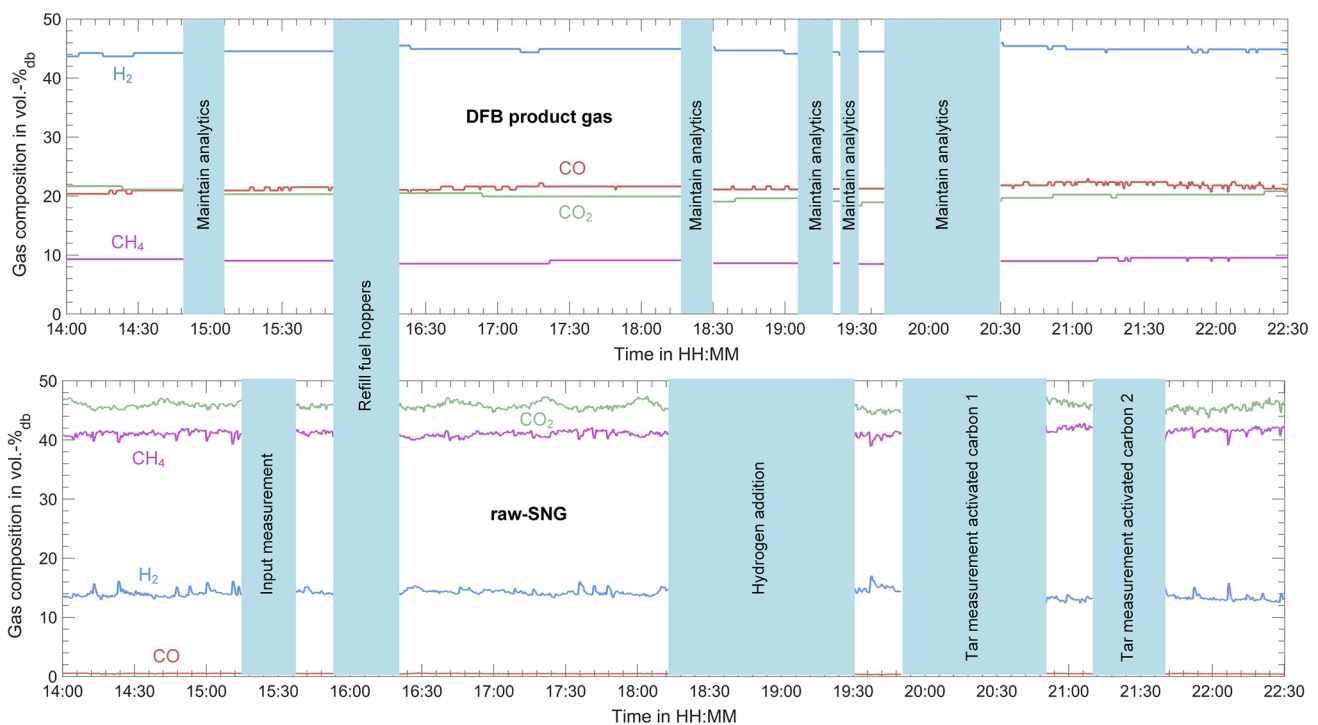 50
40
30
20
10
0
Gas composition in vol.-%db
H2
DFB product gas
CO
CO2
CH4
Maintain analytics
Refill fuel hoppers
Maintain analytics
Maintain analytics
Maintain analytics
Maintain analytics
14:00 14:30 15:00 15:30 16:30 17:00 17:30 18:00 18:30 19:00 19:30 20:00 20:30 21:00 21:30 22:00 22:30
Time in HH:MM
50
40
30
20
10
0
Gas composition in vol.-%db
CO2
CH4
raw-SNG
H2
CO
Input measurement
Hydrogen addition
Tar measurement activated carbon 1
Tar measurement activated carbon 2
14:00 14:30 15:00 15:30 16:00 16:30 17:00 17:30 18:00 18:30 19:00 19:30 20:00 20:30 21:00 21:30 22:00 22:30
Time in HH:MM